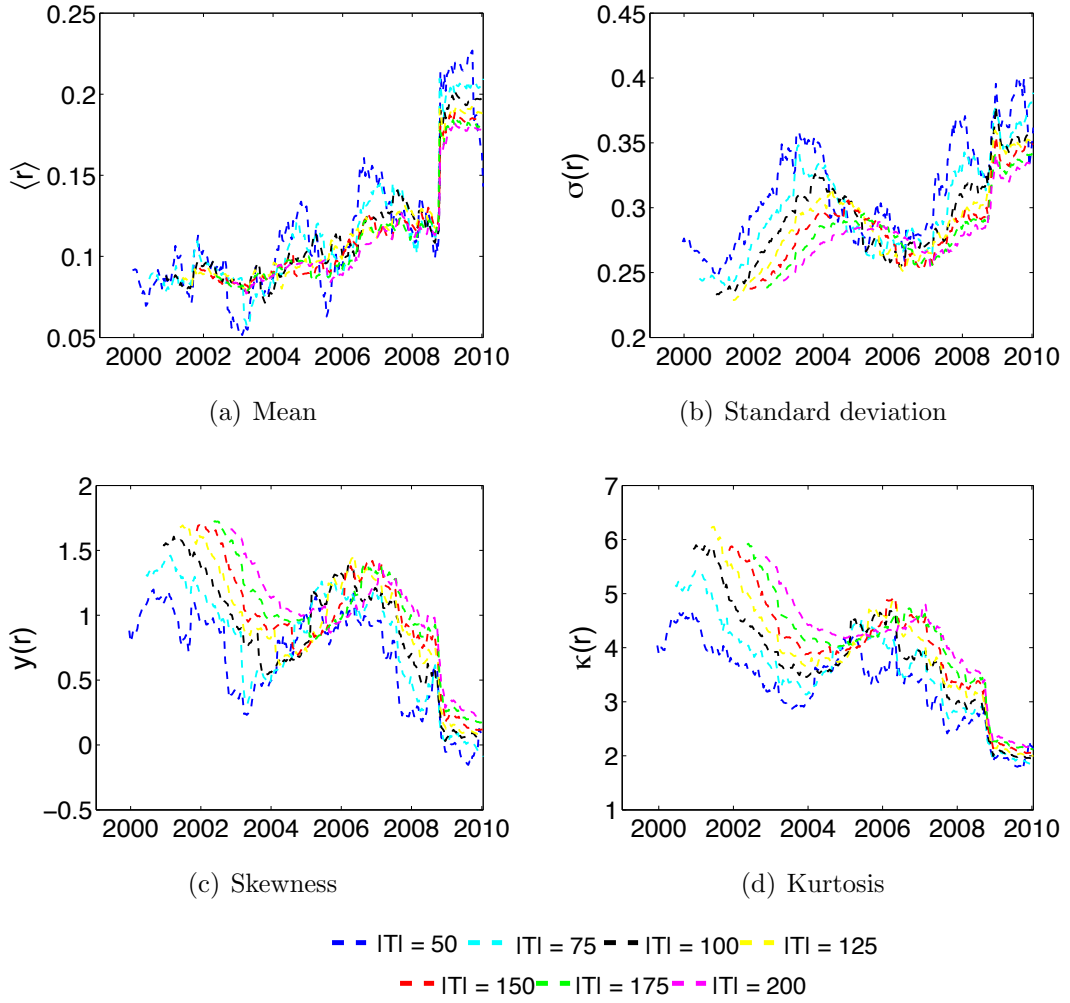 0.25
0.2
0.15
0.1
0.05
⟨r⟩
2000 2002 2004 2006 2008 2010
(a) Mean
0.45
0.4
0.35
0.3
0.25
0.2
σ(r)
2000 2002 2004 2006 2008 2010
(b) Standard deviation
2
1.5
1
0.5
0
−0.5
y(r)
2000 2002 2004 2006 2008 2010
(c) Skewness
7
6
5
4
3
2
1
κ(r)
2000 2002 2004 2006 2008 2010
(d) Kurtosis
|T| = 50 |T| = 75 |T| = 100 |T| = 125
|T| = 150 |T| = 175 |T| = 200